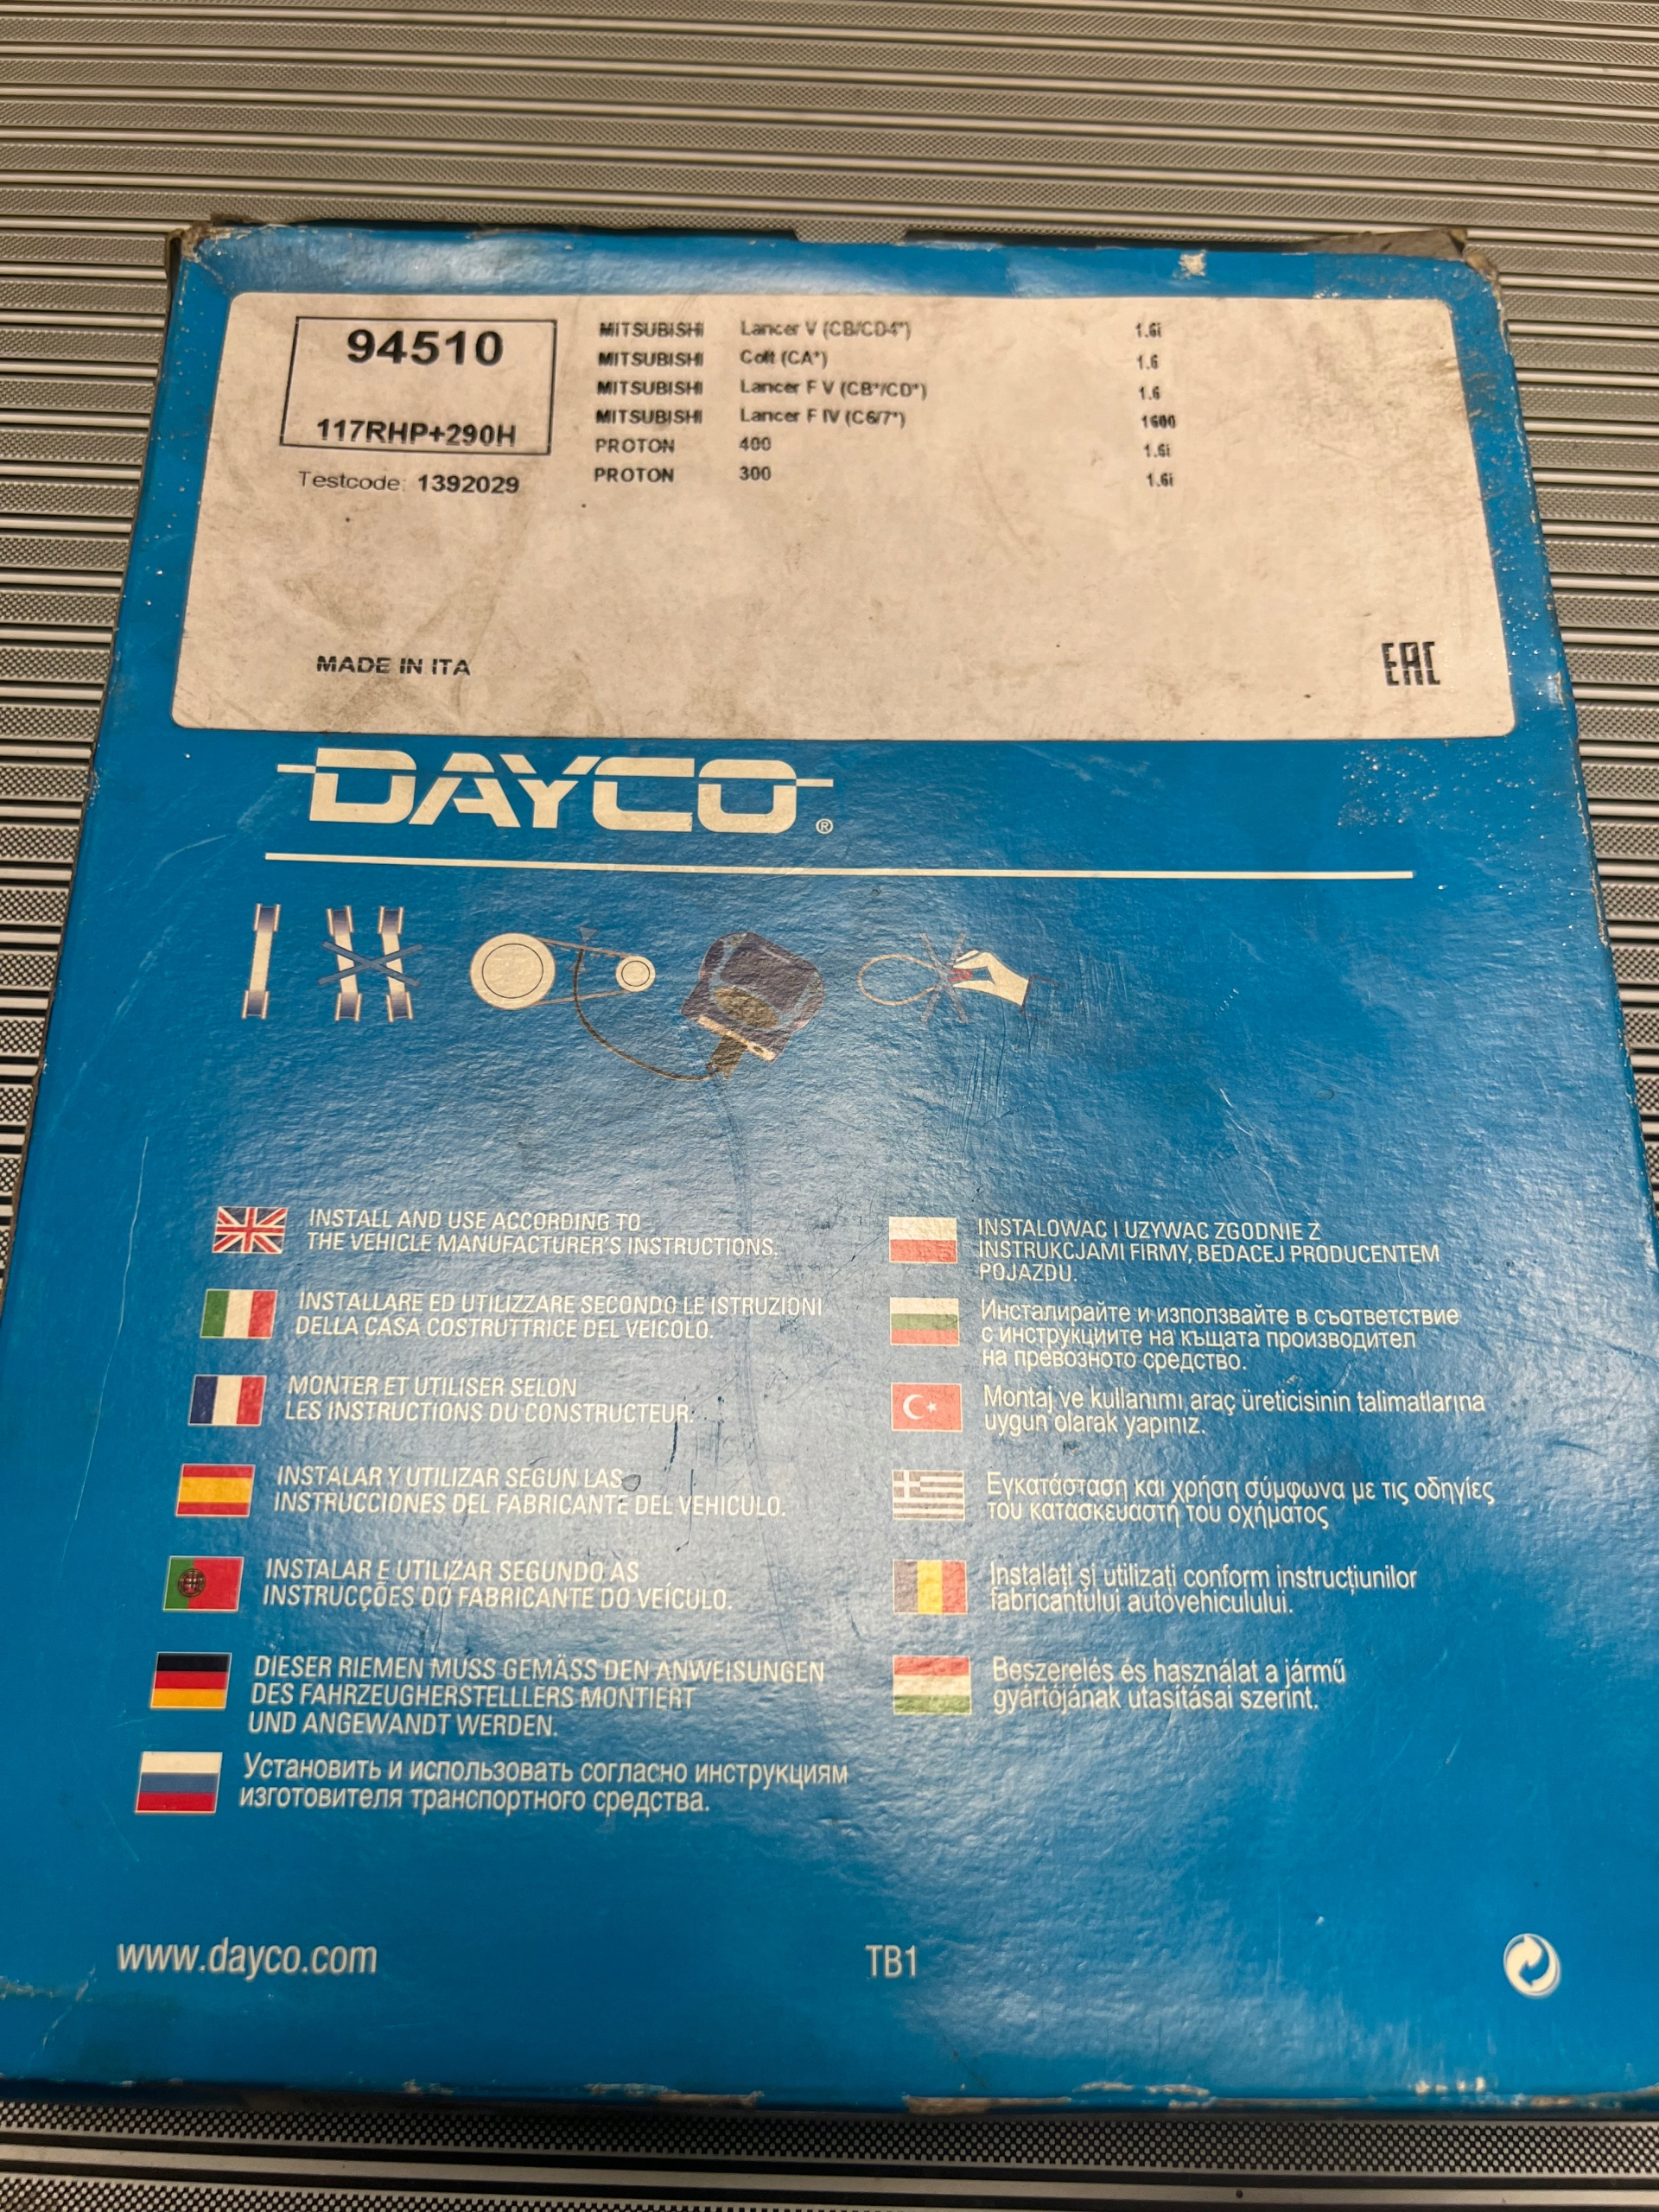 94510
117RHP+290H
Testcode: 1392029
MITSUBISHI Lancer V (CB/CD4*) 1.6i
MITSUBISHI Colt (CA*) 1.6
MITSUBISHI Lancer F V (CB*/CD*) 1.6
MITSUBISHI Lancer F IV (C6/7*) 1600
PROTON 400 1.6i
PROTON 300 1.6i
MADE IN ITA
EAC
DAYCO®
INSTALL AND USE ACCORDING TO
THE VEHICLE MANUFACTURER'S INSTRUCTIONS.
INSTALLARE ED UTILIZZARE SECONDO LE ISTRUZIONI
DELLA CASA COSTRUTTRICE DEL VEICOLO.
MONTER ET UTILISER SELON
LES INSTRUCTIONS DU CONSTRUCTEUR.
INSTALAR Y UTILIZAR SEGUN LAS
INSTRUCCIONES DEL FABRICANTE DEL VEHICULO.
INSTALAR E UTILIZAR SEGUNDO AS
INSTRUCÇÕES DO FABRICANTE DO VEÍCULO.
DIESER RIEMEN MUSS GEMÄSS DEN ANWEISUNGEN
DES FAHRZEUGHERSTELLLERS MONTIERT
UND ANGEWANDT WERDEN.
Установить и использовать согласно инструкциям
изготовителя транспортного средства.
INSTALOWAC I UZYWAC ZGODNIE Z
INSTRUKCJAMI FIRMY, BEDACEJ PRODUCENTEM
POJAZDU.
Инсталирайте и използвайте в съответствие
с инструкциите на къщата производител
на превозното средство.
Montaj ve kullanımı araç üreticisinin talimatlarına
uygun olarak yapınız.
Εγκατάσταση και χρήση σύμφωνα με τις οδηγίες
του κατασκευαστή του οχήματος
Instalați și utilizați conform instrucțiunilor
fabricantului autovehiculului.
Beszerelés és használat a jármű
gyártójának utasításai szerint.
www.dayco.com
TB1